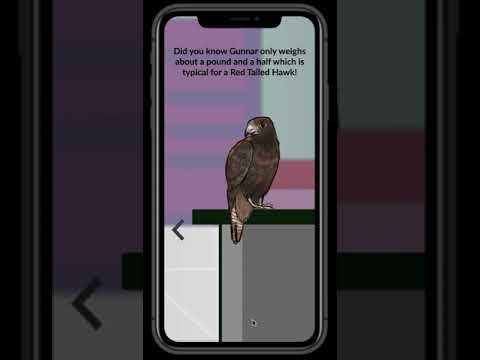 Did you know Gunnar only weighs
about a pound and a half which is
typical for a Red Tailed Hawk!